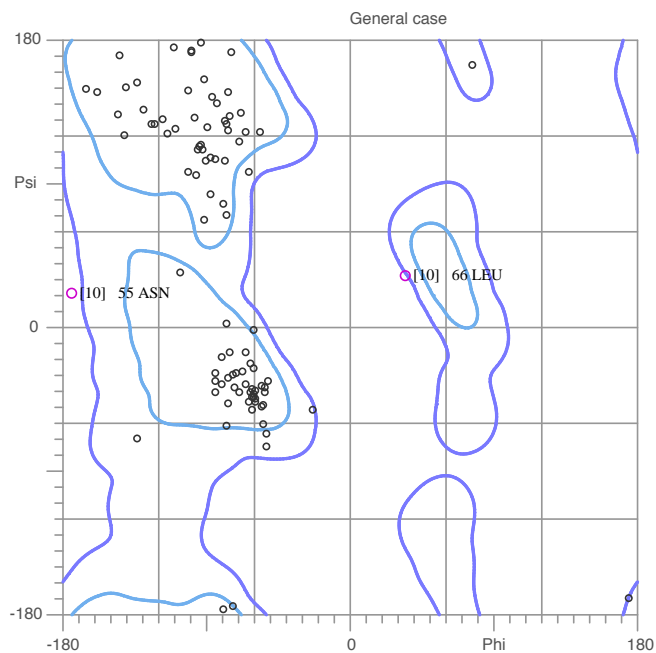 General case
180
Psi
[10] 66 LEU
[10] 55 ASN
0
-180
-180 0 Phi 180